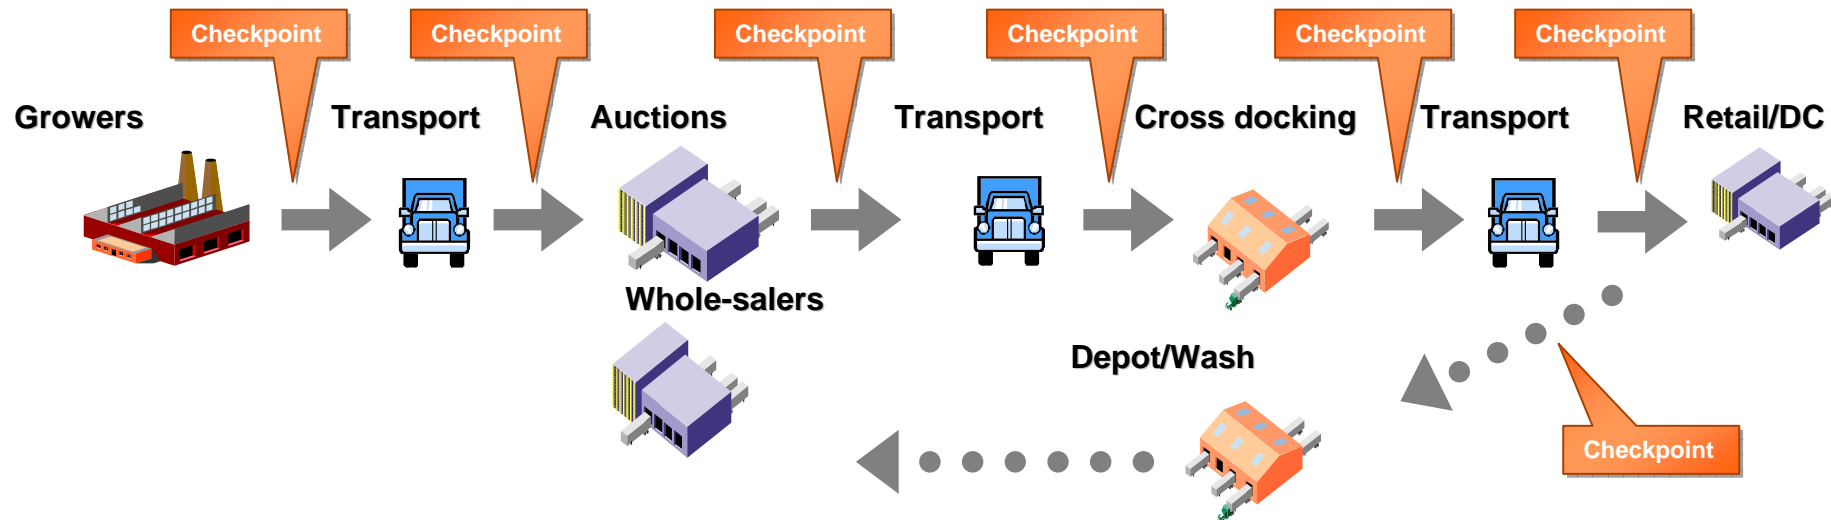 Checkpoint
Checkpoint
Checkpoint
Checkpoint
Checkpoint
Checkpoint
Growers
Transport
Auctions
Transport
Cross docking
Transport
Retail/DC
Whole-salers
Depot/Wash
Checkpoint